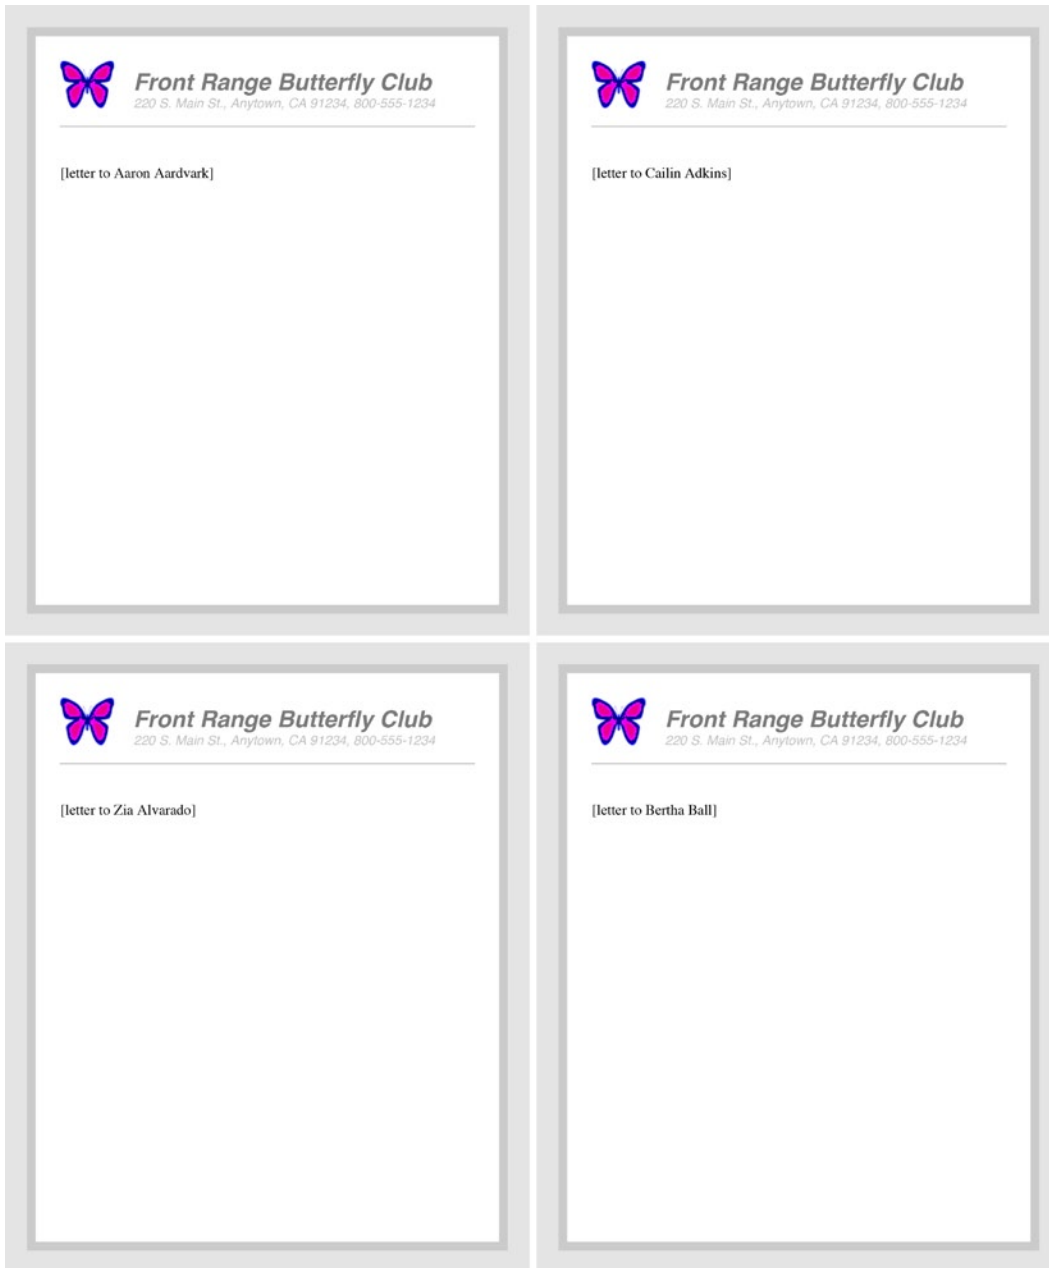 Front Range Butterfly Club
220 S. Main St., Anytown, CA 91234, 800-555-1234
[letter to Aaron Aardvark]
Front Range Butterfly Club
220 S. Main St., Anytown, CA 91234, 800-555-1234
[letter to Cailin Adkins]
Front Range Butterfly Club
220 S. Main St., Anytown, CA 91234, 800-555-1234
[letter to Zia Alvarado]
Front Range Butterfly Club
220 S. Main St., Anytown, CA 91234, 800-555-1234
[letter to Bertha Ball]